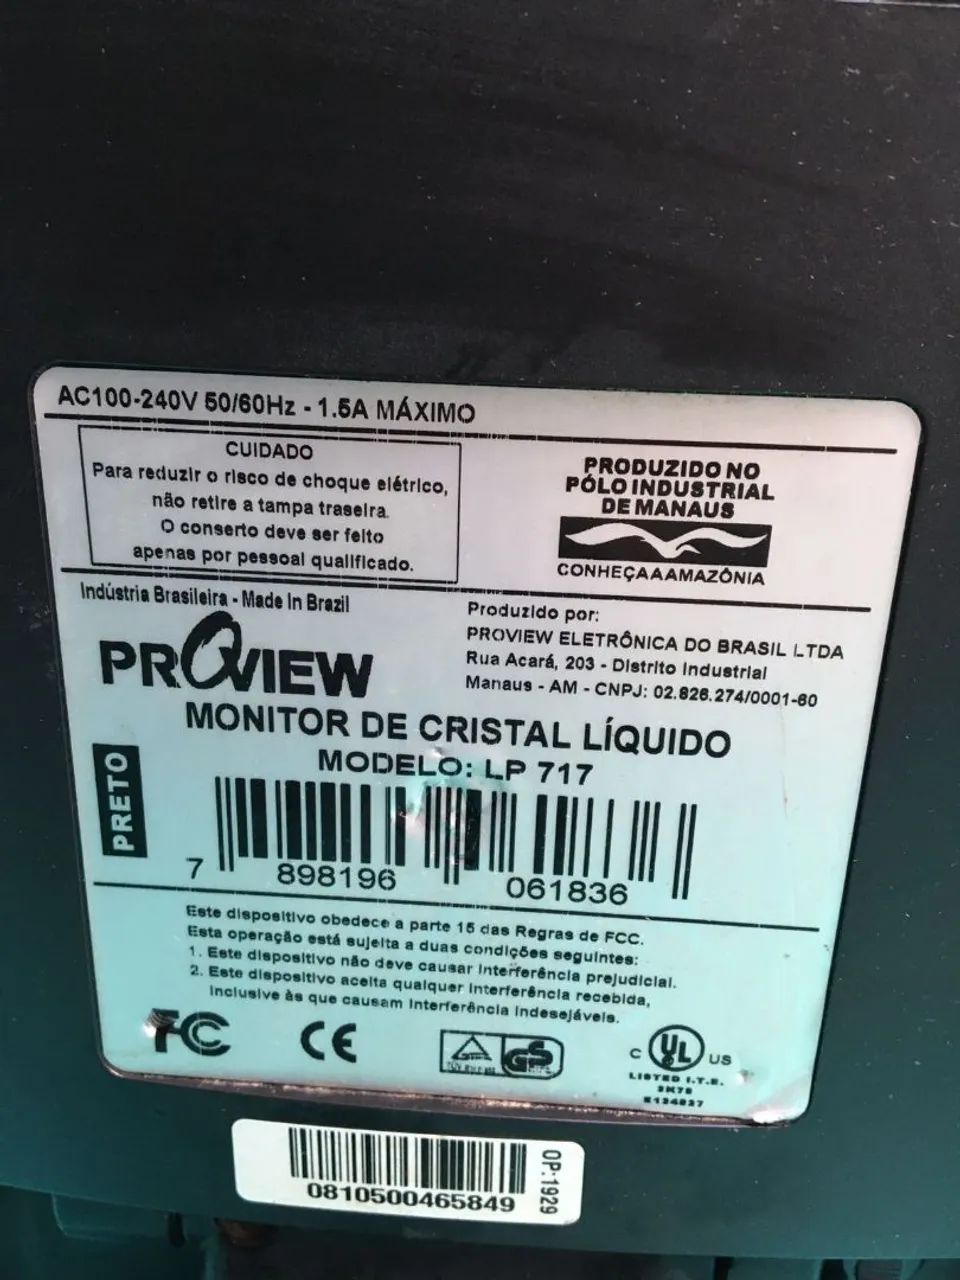 AC100-240V 50/60Hz - 1.5A MÁXIMO
CUIDADO
Para reduzir o risco de choque elétrico,
não retire a tampa traseira.
O conserto deve ser feito
apenas por pessoal qualificado.
PRODUZIDO NO
PÓLO INDUSTRIAL
DE MANAUS
CONHEÇA A AMAZÔNIA
Indústria Brasileira - Made In Brazil
PROVIEW
Produzido por:
PROVIEW ELETRÔNICA DO BRASIL LTDA
Rua Acará, 203 - Distrito Industrial
Manaus - AM - CNPJ: 02.826.274/0001-60
MONITOR DE CRISTAL LÍQUIDO
MODELO: LP 717
PRETO
7 898196 061836
Este dispositivo obedece a parte 15 das Regras de FCC.
Esta operação está sujeita a duas condições seguintes:
1. Este dispositivo não deve causar interferência prejudicial.
2. Este dispositivo aceita qualquer interferência recebida,
inclusive às que causam interferência indesejáveis.
FC CE
GS
C UL US
LISTED I.T.E.
E124827
0810500465849
OP:1929